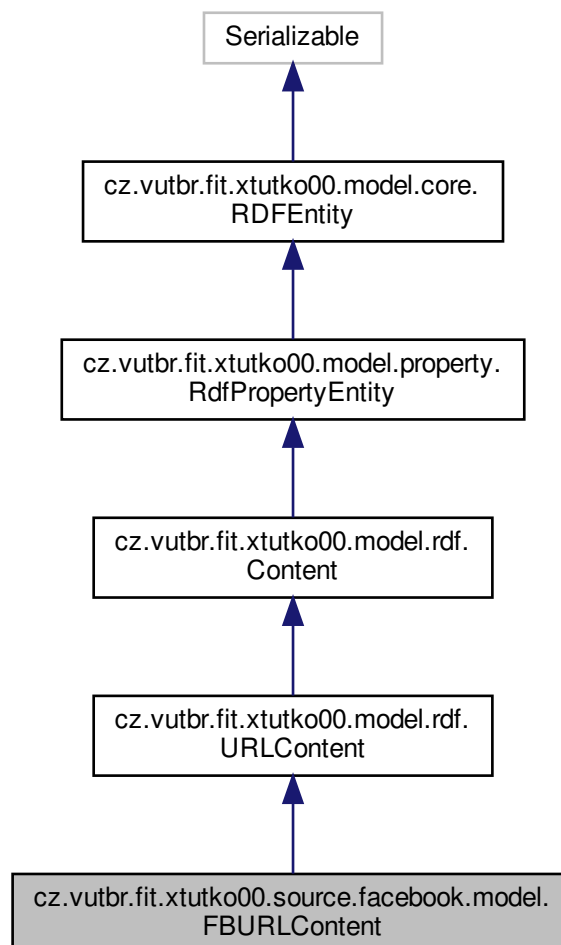 Serializable
cz.vutbr.fit.xtutko00.model.core.
RDFEntity
cz.vutbr.fit.xtutko00.model.property.
RdfPropertyEntity
cz.vutbr.fit.xtutko00.model.rdf.
Content
cz.vutbr.fit.xtutko00.model.rdf.
URLContent
cz.vutbr.fit.xtutko00.source.facebook.model.
FBURLContent